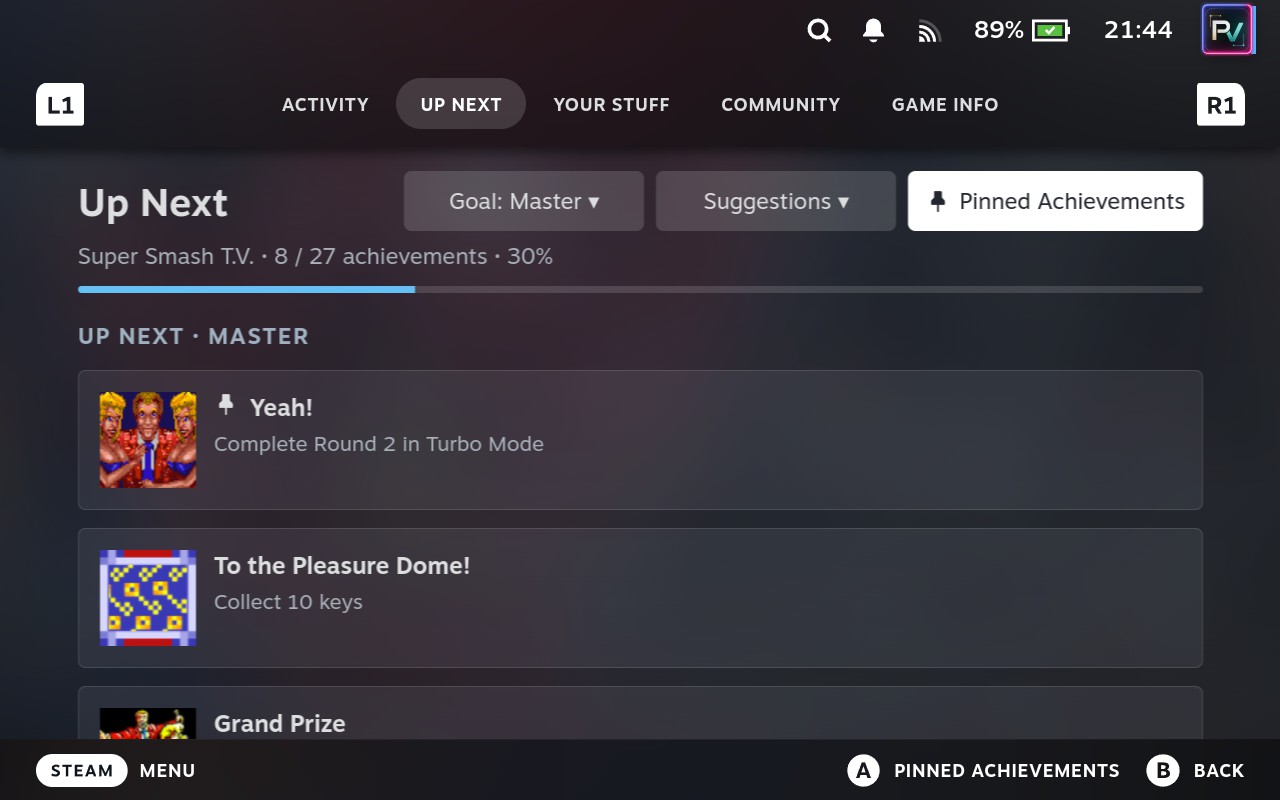 89% 21:44 PV
L1 ACTIVITY UP NEXT YOUR STUFF COMMUNITY GAME INFO R1
Up Next Goal: Master ▾ Suggestions ▾ Pinned Achievements
Super Smash T.V. · 8 / 27 achievements · 30%
UP NEXT · MASTER
Yeah!
Complete Round 2 in Turbo Mode
To the Pleasure Dome!
Collect 10 keys
Grand Prize
STEAM MENU A PINNED ACHIEVEMENTS B BACK